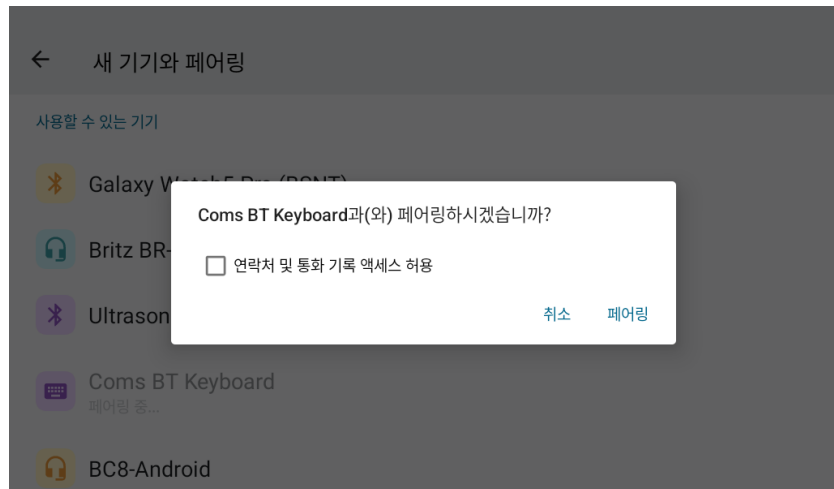 새 기기와 페어링
사용할 수 있는 기기
Galaxy
Coms BT Keyboard과(와) 페어링하시겠습니까?
Britz BR-
연락처 및 통화 기록 액세스 허용
취소 페어링
Ultrason
Coms BT Keyboard
페어링 중...
BC8-Android